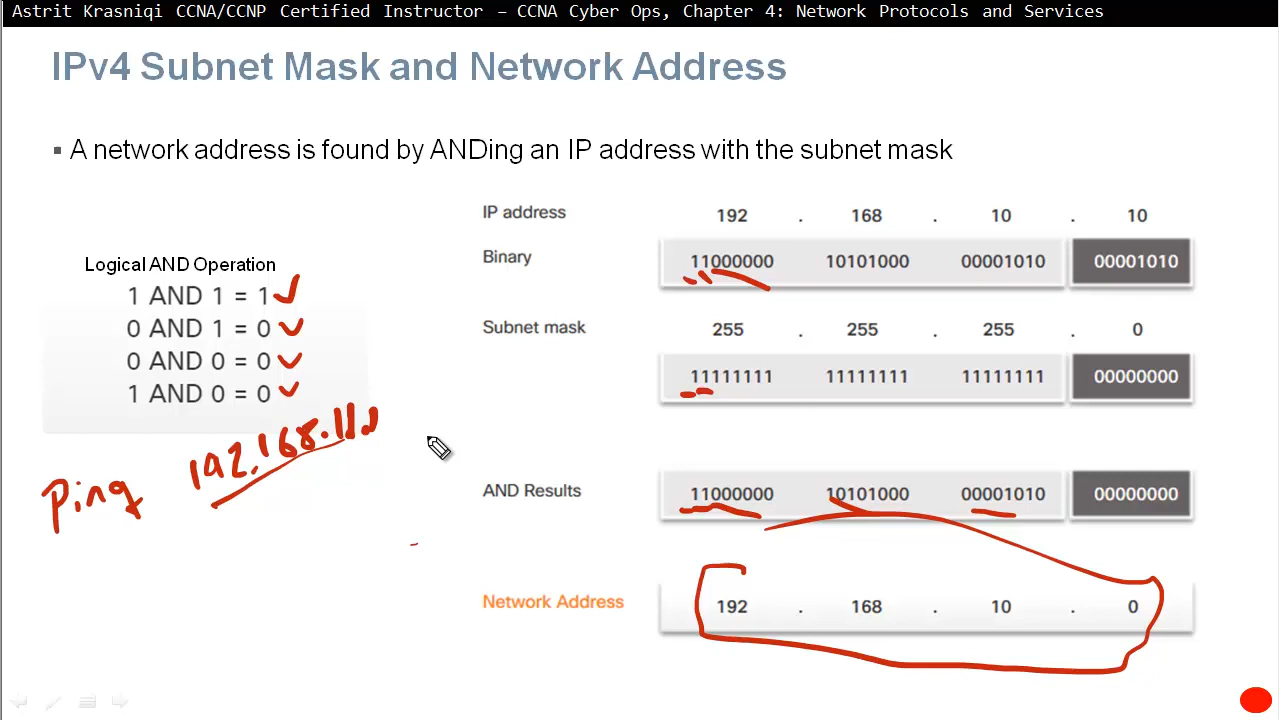 Astrit Krasniqi CCNA/CCNP Certified Instructor – CCNA Cyber Ops, Chapter 4: Network Protocols and Services
IPv4 Subnet Mask and Network Address
▪ A network address is found by ANDing an IP address with the subnet mask
Logical AND Operation
1 AND 1 = 1 ✓
0 AND 1 = 0 ✓
0 AND 0 = 0 ✓
1 AND 0 = 0 ✓
Ping 192.168.11.
IP address 192 . 168 . 10 . 10
Binary 11000000 10101000 00001010 00001010
Subnet mask 255 . 255 . 255 . 0
11111111 11111111 11111111 00000000
AND Results 11000000 10101000 00001010 00000000
Network Address 192 . 168 . 10 . 0